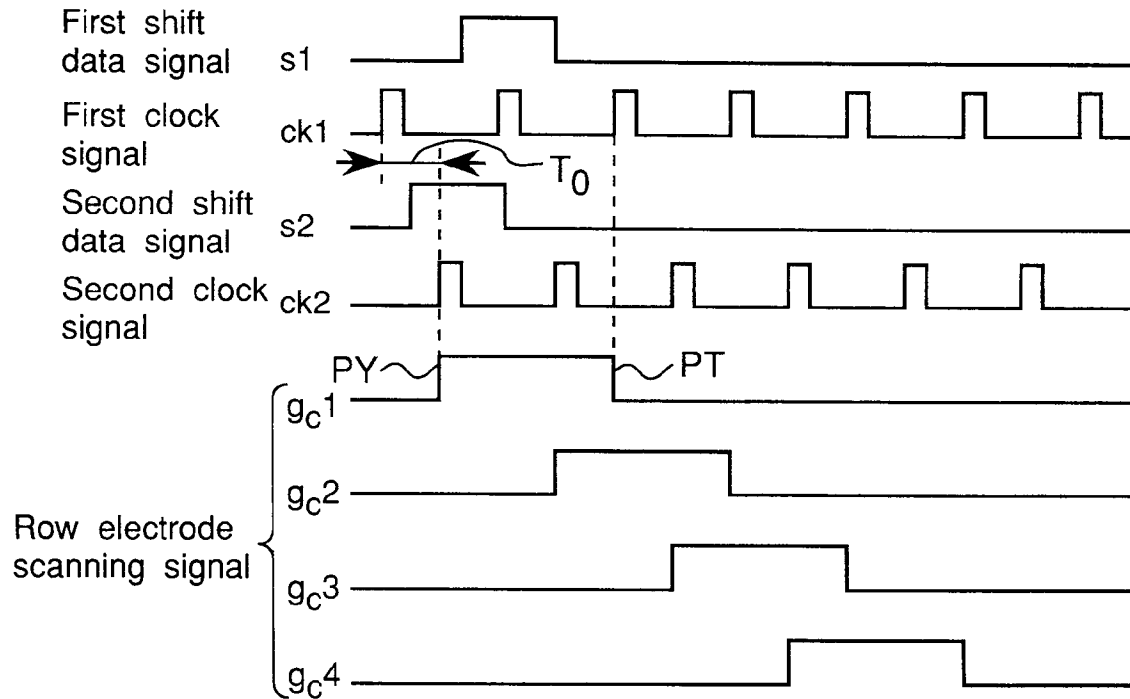 First shift
data signal s1
First clock
signal ck1
T0
Second shift
data signal s2
Second clock
signal ck2
PY PT
gc1
gc2
Row electrode
scanning signal
gc3
gc4